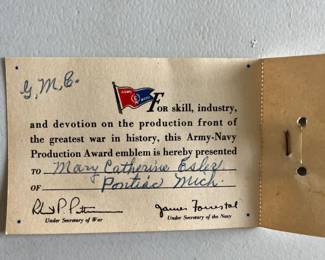 G.M.C.
ARMY E NAVY
For skill, industry,
and devotion on the production front of
the greatest war in history, this Army-Navy
Production Award emblem is hereby presented
TO Mary Catherine
OF Pontiac Mich.
Under Secretary of War
James Forrestal
Under Secretary of the Navy